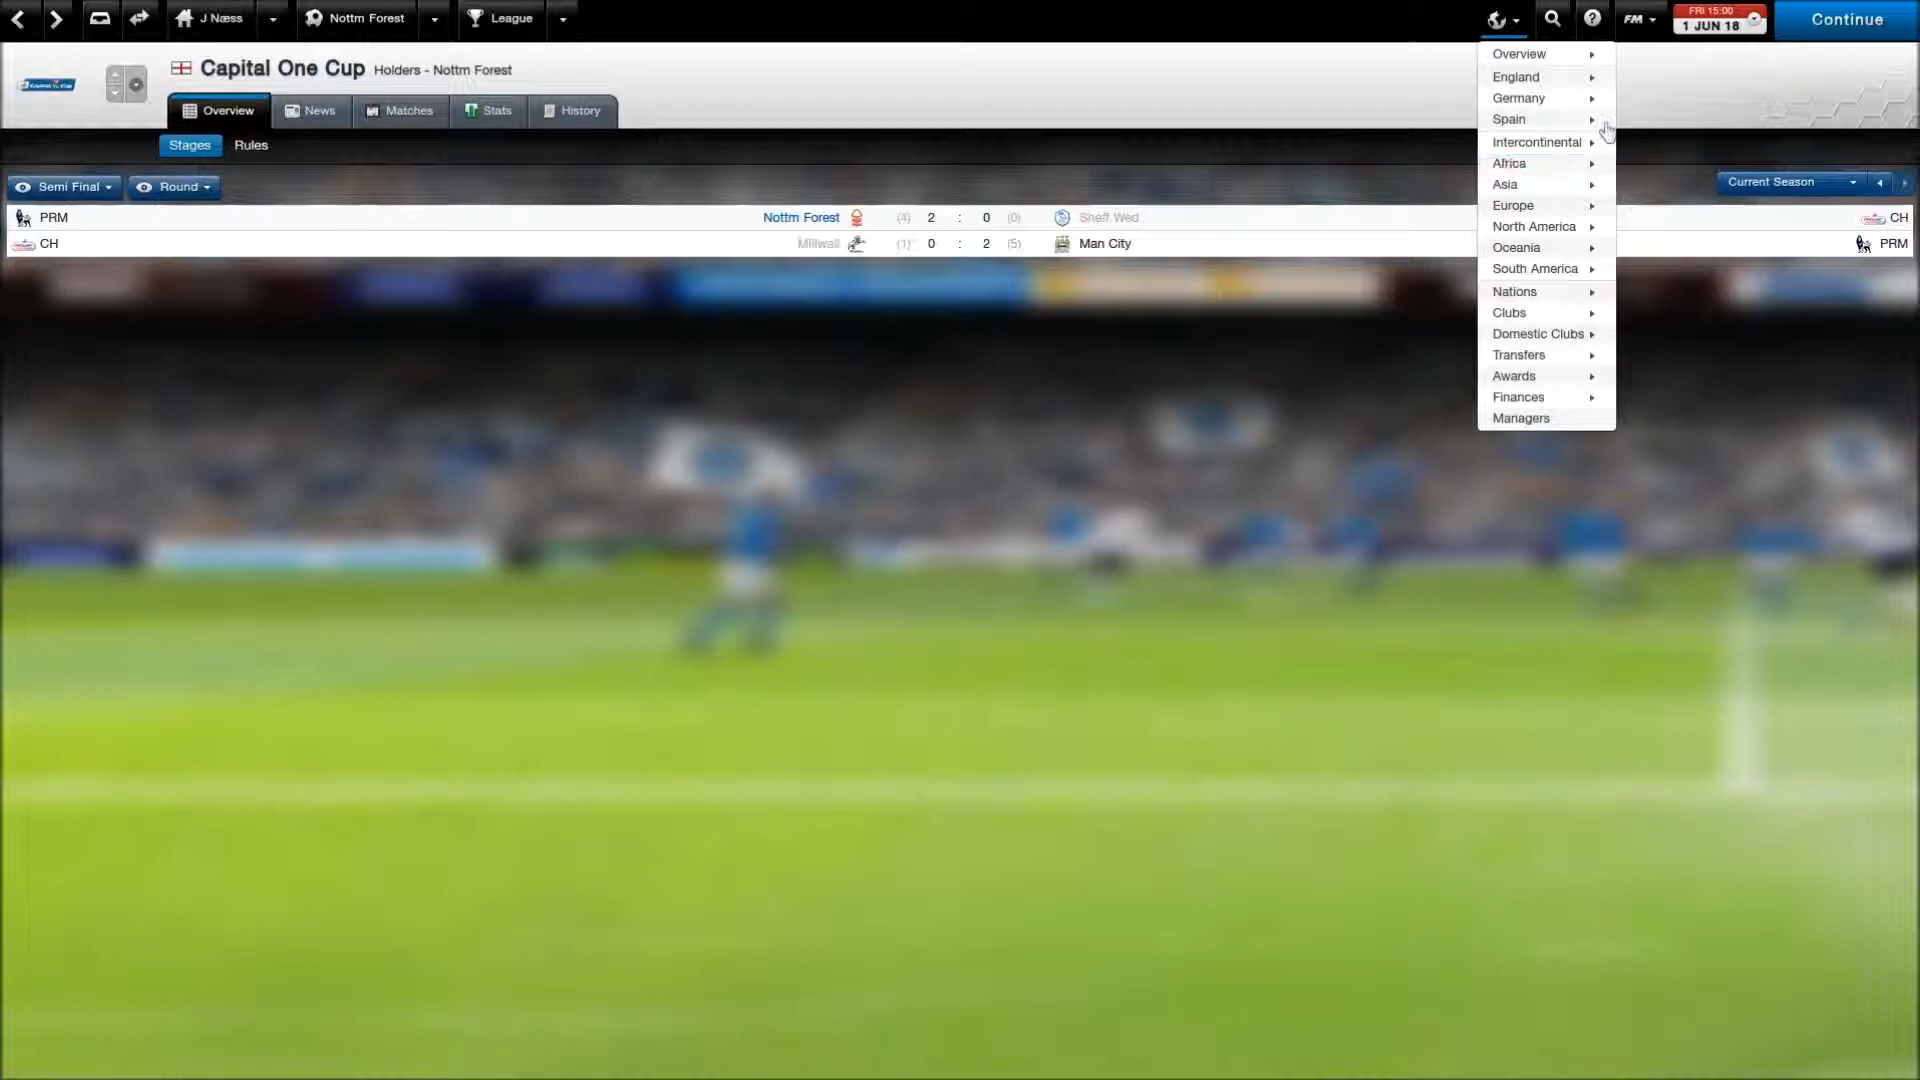 J Næss
Nottm Forest
League
FM
FRI 15:00
1 JUN 18
Continue
Capital One Cup Holders - Nottm Forest
Overview
News
Matches
Stats
History
Stages
Rules
Semi Final
Round
Current Season
PRM Nottm Forest (4) 2 : 0 (0) Sheff Wed CH
CH Millwall (1) 0 : 2 (5) Man City PRM
Overview
England
Germany
Spain
Intercontinental
Africa
Asia
Europe
North America
Oceania
South America
Nations
Clubs
Domestic Clubs
Transfers
Awards
Finances
Managers